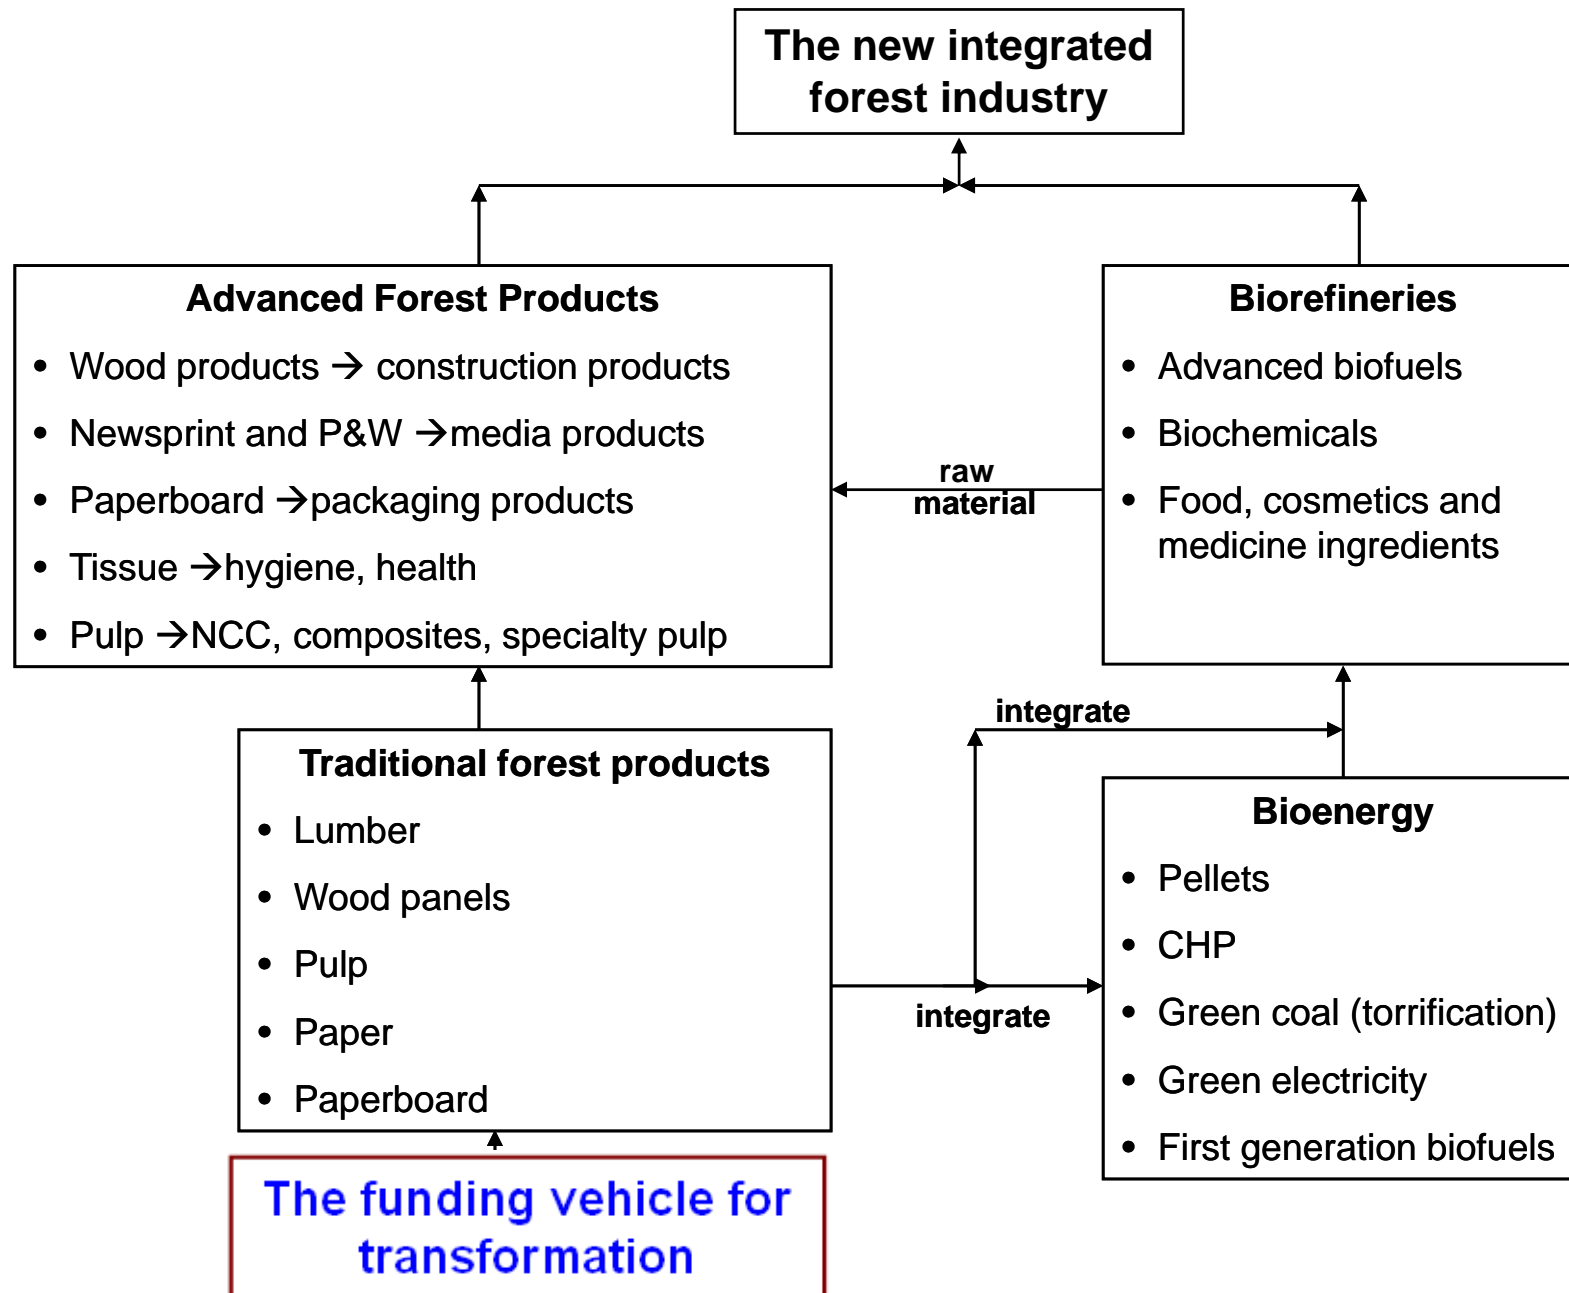 The new integrated
forest industry
Advanced Forest Products
• Wood products → construction products
• Newsprint and P&W →media products
• Paperboard →packaging products
• Tissue →hygiene, health
• Pulp →NCC, composites, specialty pulp
raw
material
Biorefineries
• Advanced biofuels
• Biochemicals
• Food, cosmetics and
medicine ingredients
Traditional forest products
• Lumber
• Wood panels
• Pulp
• Paper
• Paperboard
integrate
integrate
Bioenergy
• Pellets
• CHP
• Green coal (torrification)
• Green electricity
• First generation biofuels
The funding vehicle for
transformation